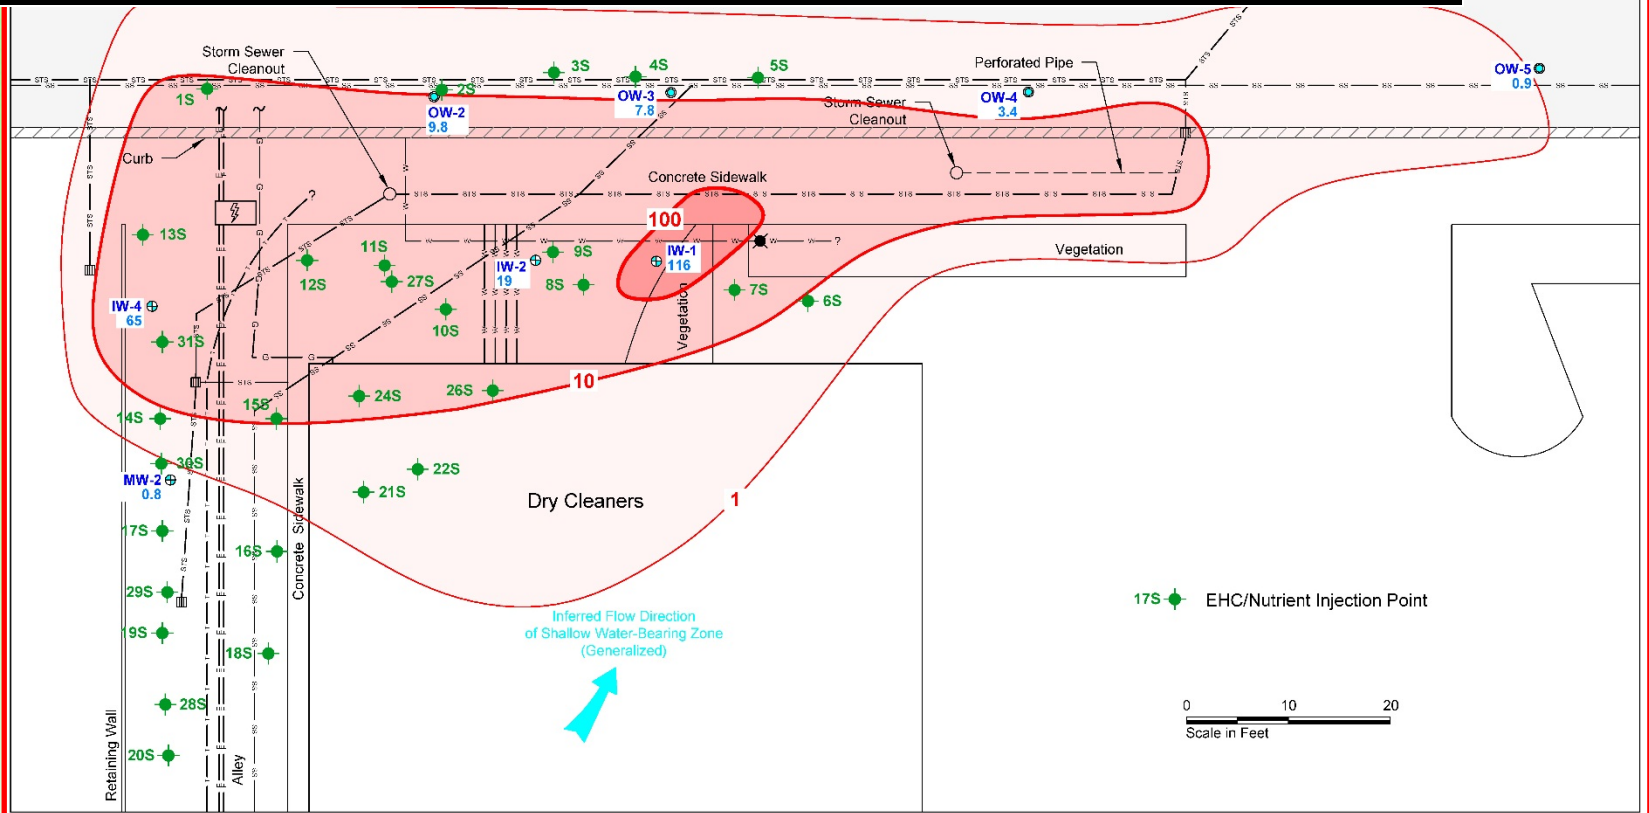 Storm Sewer
Cleanout
1S
2S
3S
4S
5S
Perforated Pipe
OW-5
0.9
OW-2
9.8
OW-3
7.8
OW-4
3.4
Storm Sewer
Cleanout
Curb
Concrete Sidewalk
100
?
13S
11S
12S
27S
IW-2
19
9S
8S
IW-1
116
?
Vegetation
7S
6S
IW-4
65
10S
Vegetation
31S
10
24S
26S
14S
15S
30S
MW-2
0.8
22S
21S
Dry Cleaners
1
17S
16S
Concrete Sidewalk
29S
19S
18S
Inferred Flow Direction
of Shallow Water-Bearing Zone
(Generalized)
17S
EHC/Nutrient Injection Point
28S
20S
Retaining Wall
Alley
0 10 20
Scale in Feet